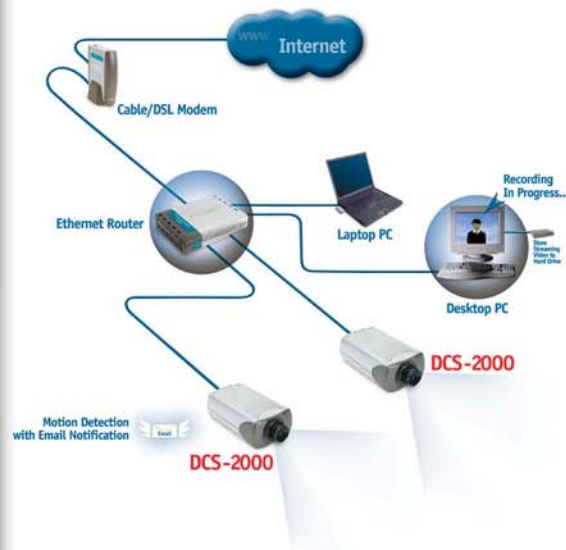 www. Internet
Cable/DSL Modem
Recording
In Progress..
Ethernet Router
Laptop PC
Store
Streaming
Video to
Hard Drive
Desktop PC
DCS-2000
Motion Detection
with Email Notification
Email
DCS-2000